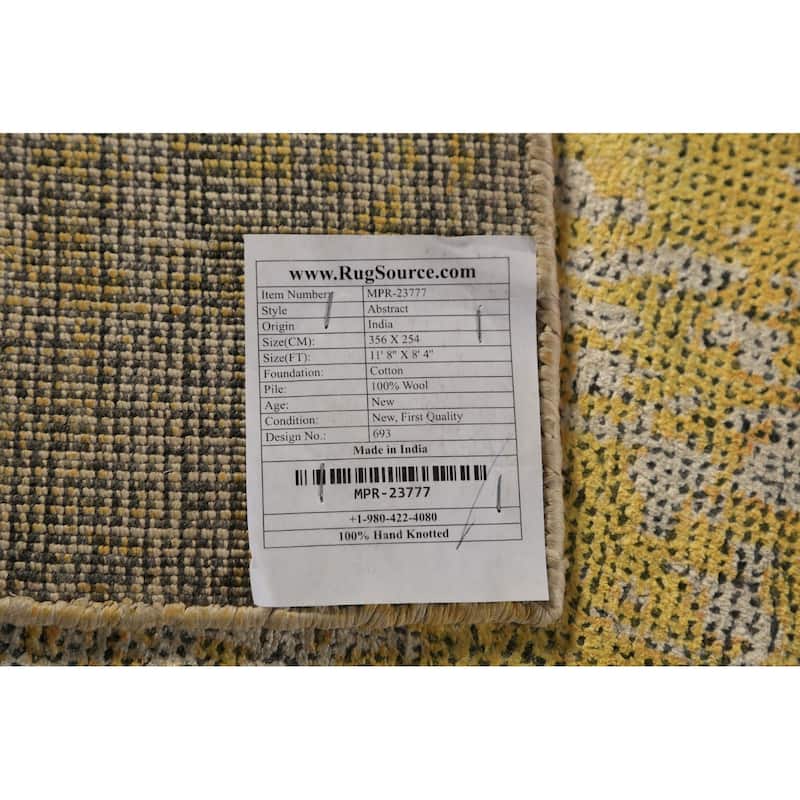 www.RugSource.com
Item Number: MPR-23777
Style Abstract
Origin India
Size(CM): 356 X 254
Size(FT): 11' 8" X 8' 4"
Foundation: Cotton
Pile: 100% Wool
Age: New
Condition: New, First Quality
Design No.: 693
Made in India
MPR-23777
+1-980-422-4080
100% Hand Knotted